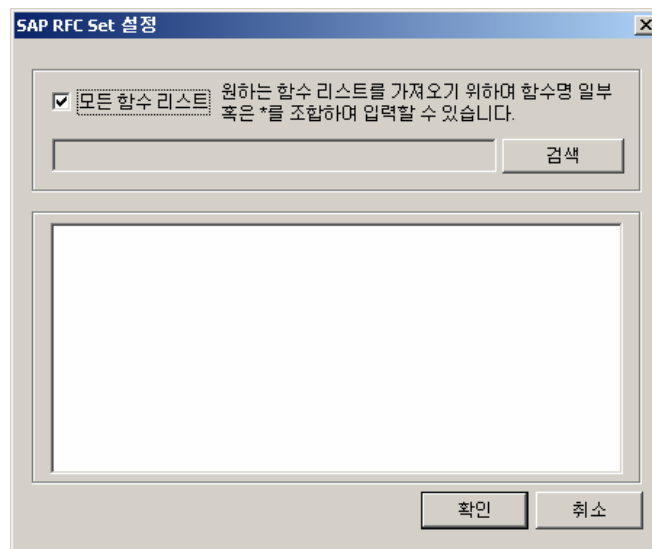 SAP RFC Set 설정
모든 함수 리스트
원하는 함수 리스트를 가져오기 위하여 함수명 일부
혹은 *를 조합하여 입력할 수 있습니다.
검색
확인
취소